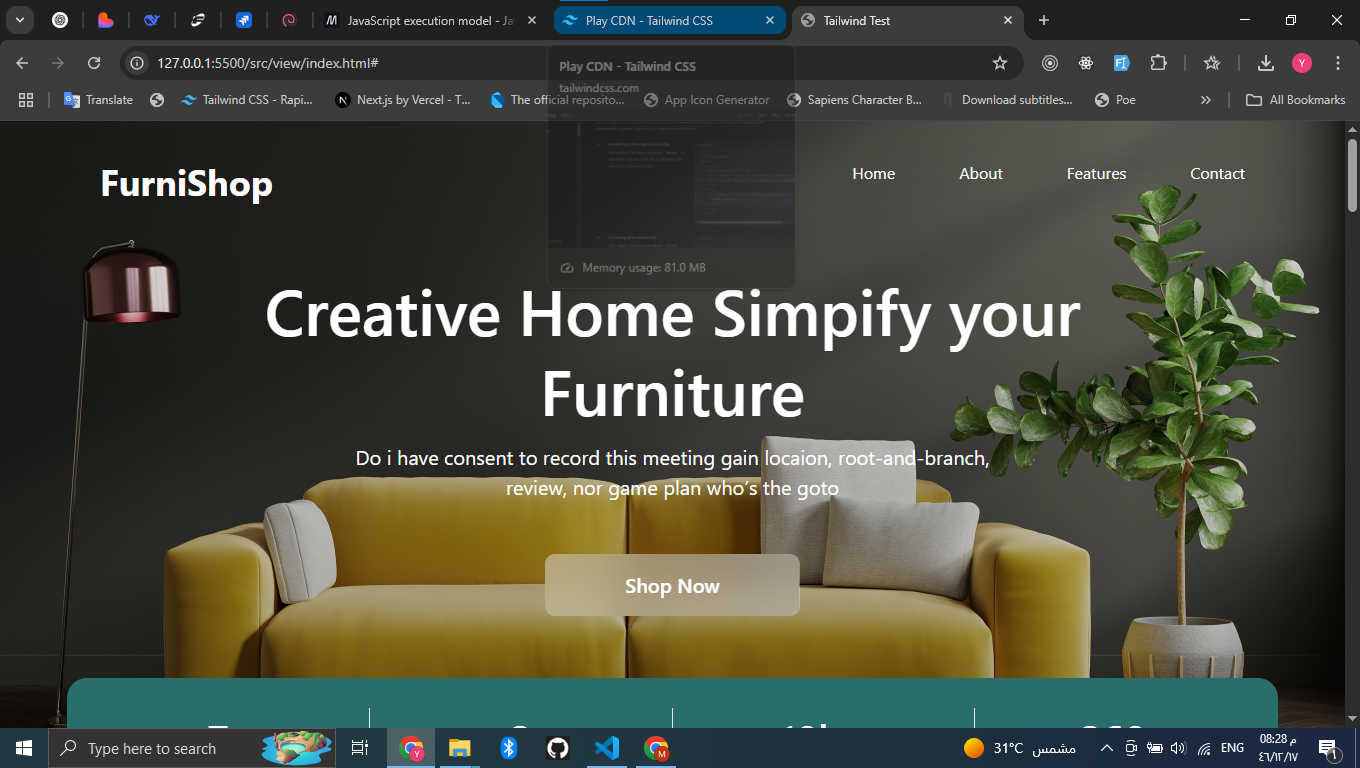 JavaScript execution model - Ja
Play CDN - Tailwind CSS
Tailwind Test
127.0.0.1:5500/src/view/index.html#
Y
Translate
Tailwind CSS - Rapi...
Next.js by Vercel - T...
The official reposito...
App Icon Generator
Sapiens Character B...
Download subtitles...
Poe
All Bookmarks
Play CDN - Tailwind CSS
tailwindcss.com
Memory usage: 81.0 MB
FurniShop
Home
About
Features
Contact
Creative Home Simpify your
Furniture
Do i have consent to record this meeting gain locaion, root-and-branch,
review, nor game plan who’s the goto
Shop Now
Type here to search
31°C مشمس
ENG
08:28 م
٤٦/١٢/١٧
١